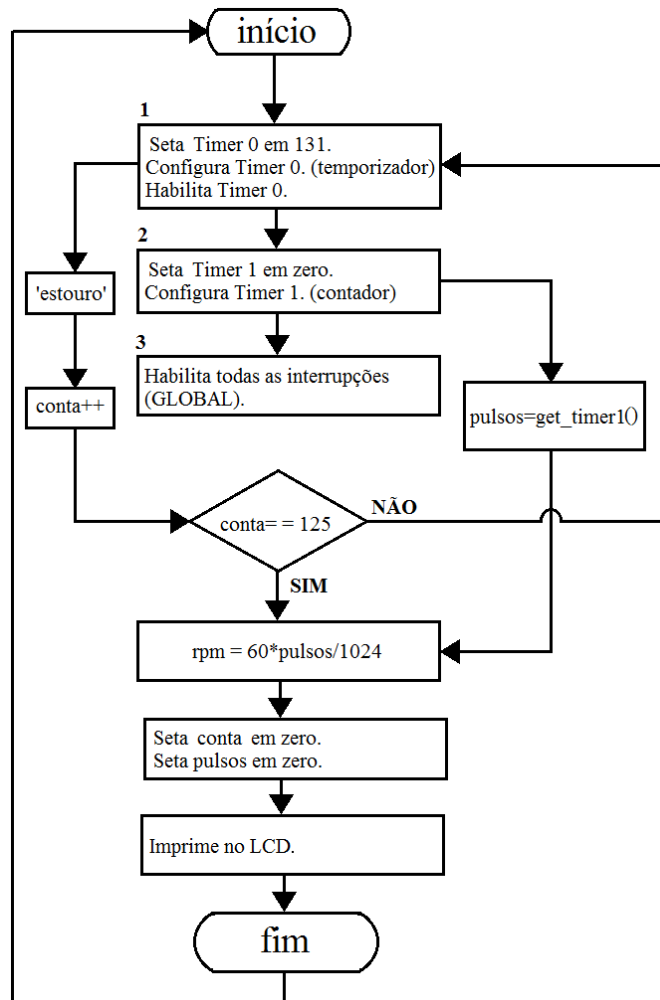 início
1
Seta Timer 0 em 131.
Configura Timer 0. (temporizador)
Habilita Timer 0.
2
Seta Timer 1 em zero.
Configura Timer 1. (contador)
'estouro'
3
Habilita todas as interrupções
(GLOBAL).
conta++
pulsos=get_timer1()
conta= = 125
NÃO
SIM
rpm = 60*pulsos/1024
Seta conta em zero.
Seta pulsos em zero.
Imprime no LCD.
fim